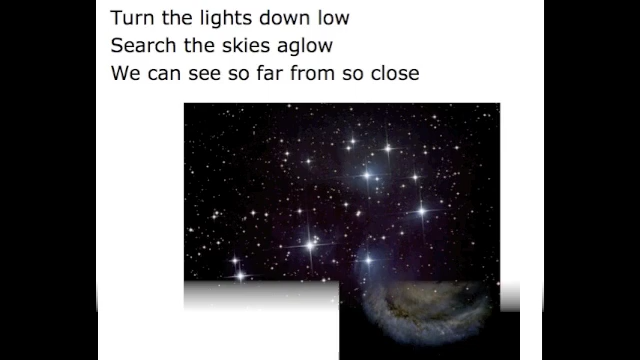 Turn the lights down low
Search the skies aglow
We can see so far from so close